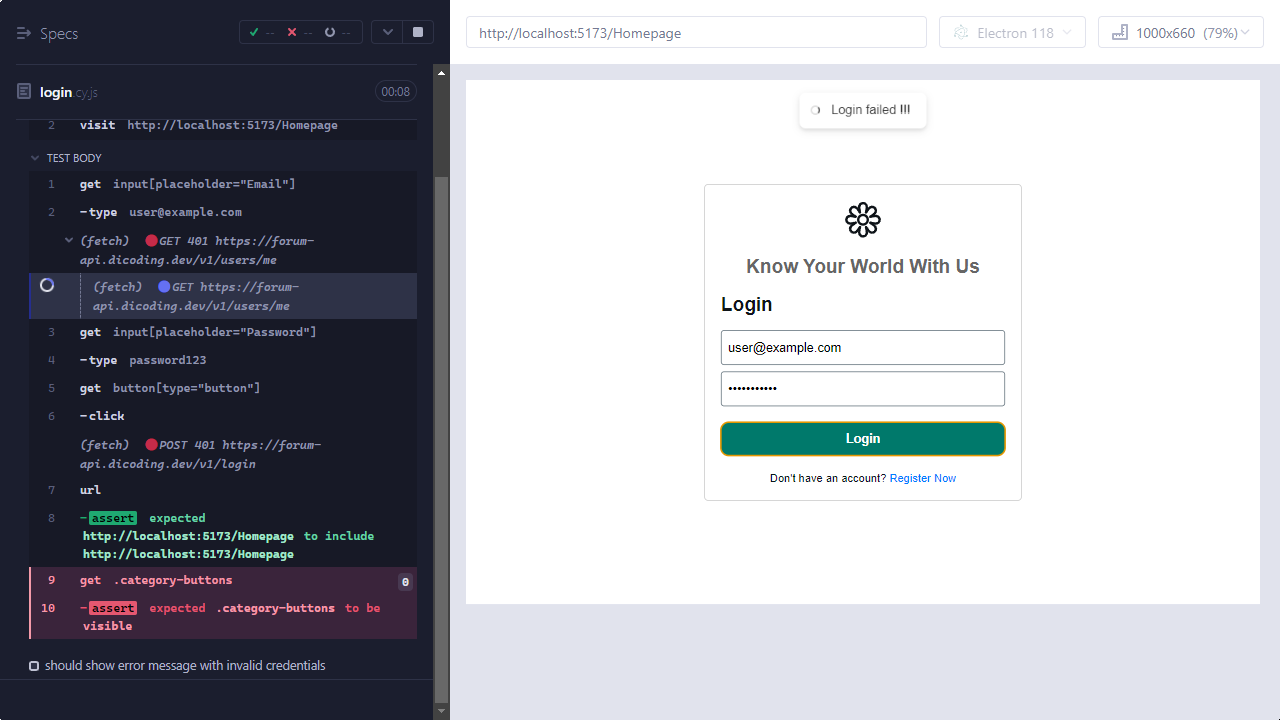 Specs
-- -- --
login.cy.js
00:08
2 visit http://localhost:5173/Homepage
TEST BODY
1 get input[placeholder="Email"]
2 -type user@example.com
(fetch) GET 401 https://forum-
api.dicoding.dev/v1/users/me
(fetch) GET https://forum-
api.dicoding.dev/v1/users/me
3 get input[placeholder="Password"]
4 -type password123
5 get button[type="button"]
6 -click
(fetch) POST 401 https://forum-
api.dicoding.dev/v1/login
7 url
8 -assert expected
http://localhost:5173/Homepage to include
http://localhost:5173/Homepage
9 get .category-buttons 0
10 -assert expected .category-buttons to be
visible
should show error message with invalid credentials
http://localhost:5173/Homepage
Electron 118
1000x660 (79%)
Login failed !!!
Know Your World With Us
Login
user@example.com
•••••••••••
Login
Don't have an account? Register Now